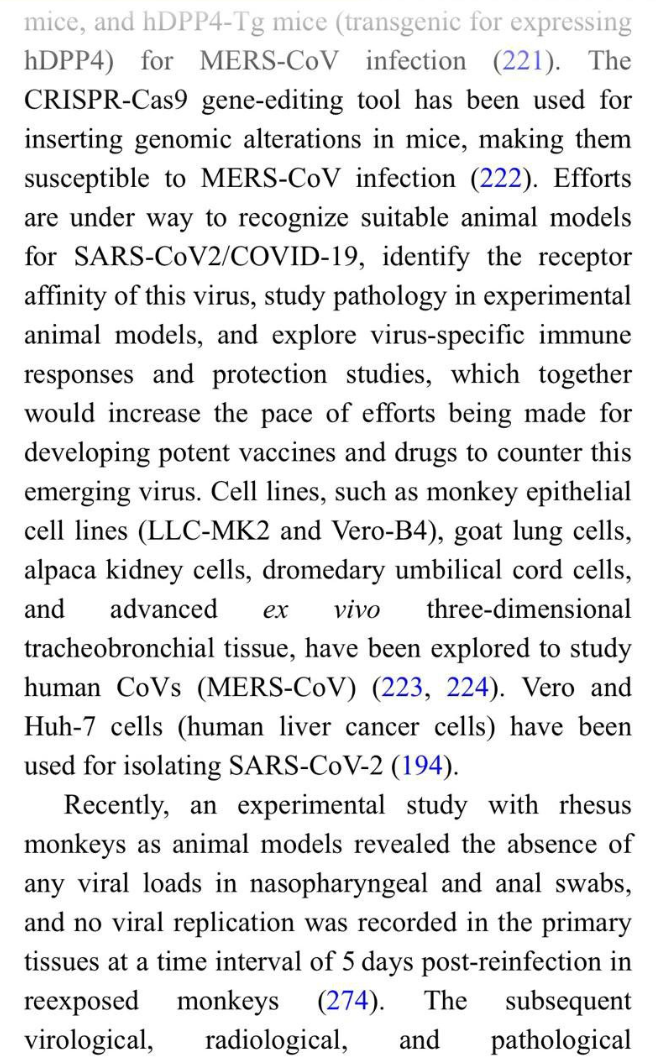 mice, and hDPP4-Tg mice (transgenic for expressing
hDPP4) for MERS-CoV infection (221). The
CRISPR-Cas9 gene-editing tool has been used for
inserting genomic alterations in mice, making them
susceptible to MERS-CoV infection (222). Efforts
are under way to recognize suitable animal models
for SARS-CoV2/COVID-19, identify the receptor
affinity of this virus, study pathology in experimental
animal models, and explore virus-specific immune
responses and protection studies, which together
would increase the pace of efforts being made for
developing potent vaccines and drugs to counter this
emerging virus. Cell lines, such as monkey epithelial
cell lines (LLC-MK2 and Vero-B4), goat lung cells,
alpaca kidney cells, dromedary umbilical cord cells,
and advanced ex vivo three-dimensional
tracheobronchial tissue, have been explored to study
human CoVs (MERS-CoV) (223, 224). Vero and
Huh-7 cells (human liver cancer cells) have been
used for isolating SARS-CoV-2 (194).
Recently, an experimental study with rhesus
monkeys as animal models revealed the absence of
any viral loads in nasopharyngeal and anal swabs,
and no viral replication was recorded in the primary
tissues at a time interval of 5 days post-reinfection in
reexposed monkeys (274). The subsequent
virological, radiological, and pathological